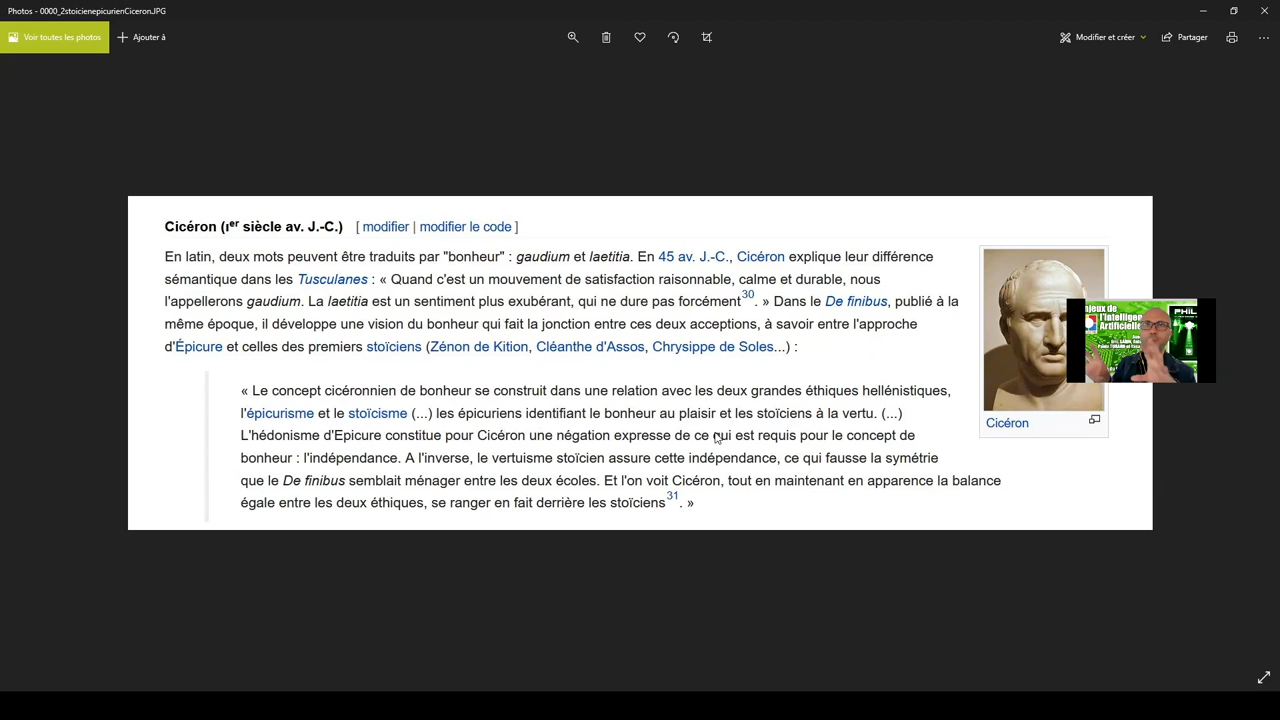 Photos - 0000_2stoicienepicurienCiceron.JPG
Voir toutes les photos
Ajouter à
Modifier et créer
Partager
Cicéron (Ier siècle av. J.-C.) [ modifier | modifier le code ]
En latin, deux mots peuvent être traduits par "bonheur" : gaudium et laetitia. En 45 av. J.-C., Cicéron explique leur différence
sémantique dans les Tusculanes : « Quand c'est un mouvement de satisfaction raisonnable, calme et durable, nous
l'appellerons gaudium. La laetitia est un sentiment plus exubérant, qui ne dure pas forcément30. » Dans le De finibus, publié à la
même époque, il développe une vision du bonheur qui fait la jonction entre ces deux acceptions, à savoir entre l'approche
d'Épicure et celles des premiers stoïciens (Zénon de Kition, Cléanthe d'Assos, Chrysippe de Soles...) :
« Le concept cicéronnien de bonheur se construit dans une relation avec les deux grandes éthiques hellénistiques,
l'épicurisme et le stoïcisme (...) les épicuriens identifiant le bonheur au plaisir et les stoïciens à la vertu. (...)
L'hédonisme d'Epicure constitue pour Cicéron une négation expresse de ce qui est requis pour le concept de
bonheur : l'indépendance. A l'inverse, le vertuisme stoïcien assure cette indépendance, ce qui fausse la symétrie
que le De finibus semblait ménager entre les deux écoles. Et l'on voit Cicéron, tout en maintenant en apparence la balance
égale entre les deux éthiques, se ranger en fait derrière les stoïciens31. »
Cicéron
njeux de
l'Intelligen
Artificielle
PHIL